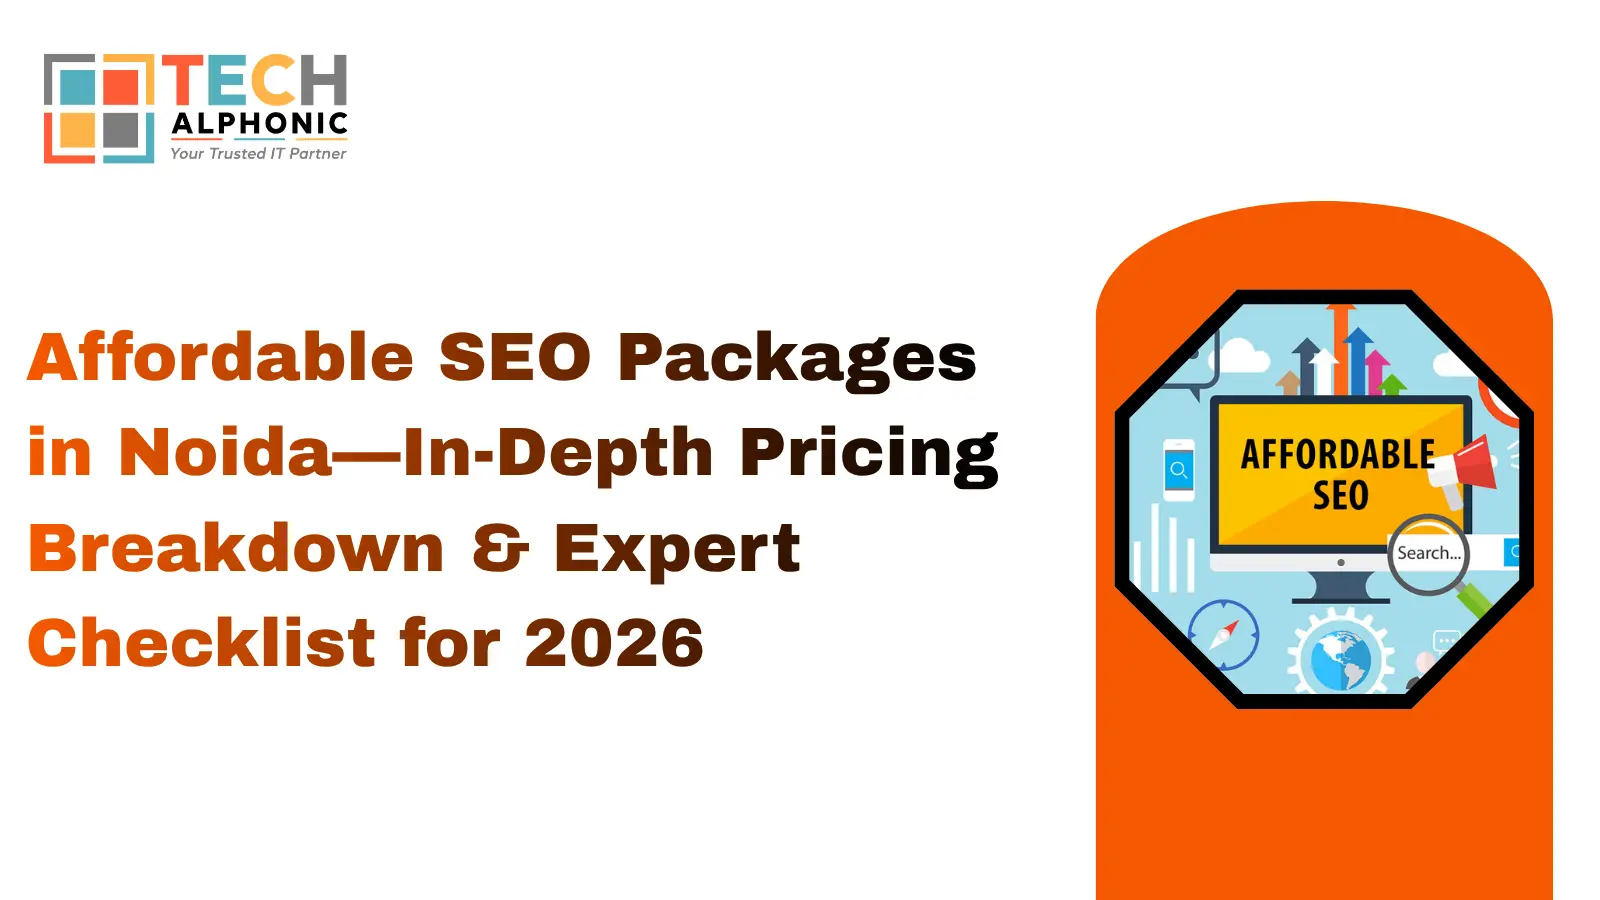 TECH
ALPHONIC
Your Trusted IT Partner
Affordable SEO Packages
in Noida—In-Depth Pricing
Breakdown & Expert
Checklist for 2026
AFFORDABLE
SEO
Search...